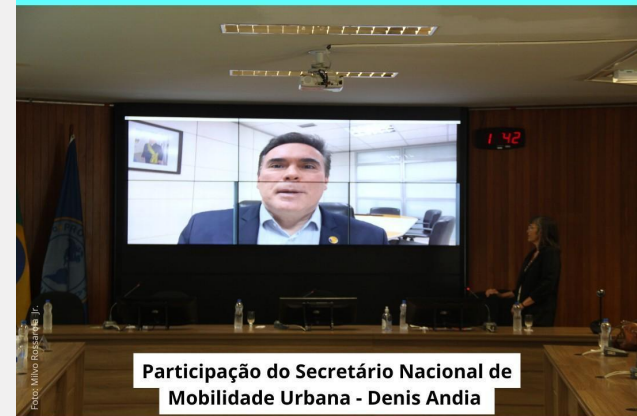 1 42
Foto: Milvo Rossarola Jr.
Participação do Secretário Nacional de
Mobilidade Urbana - Denis Andia